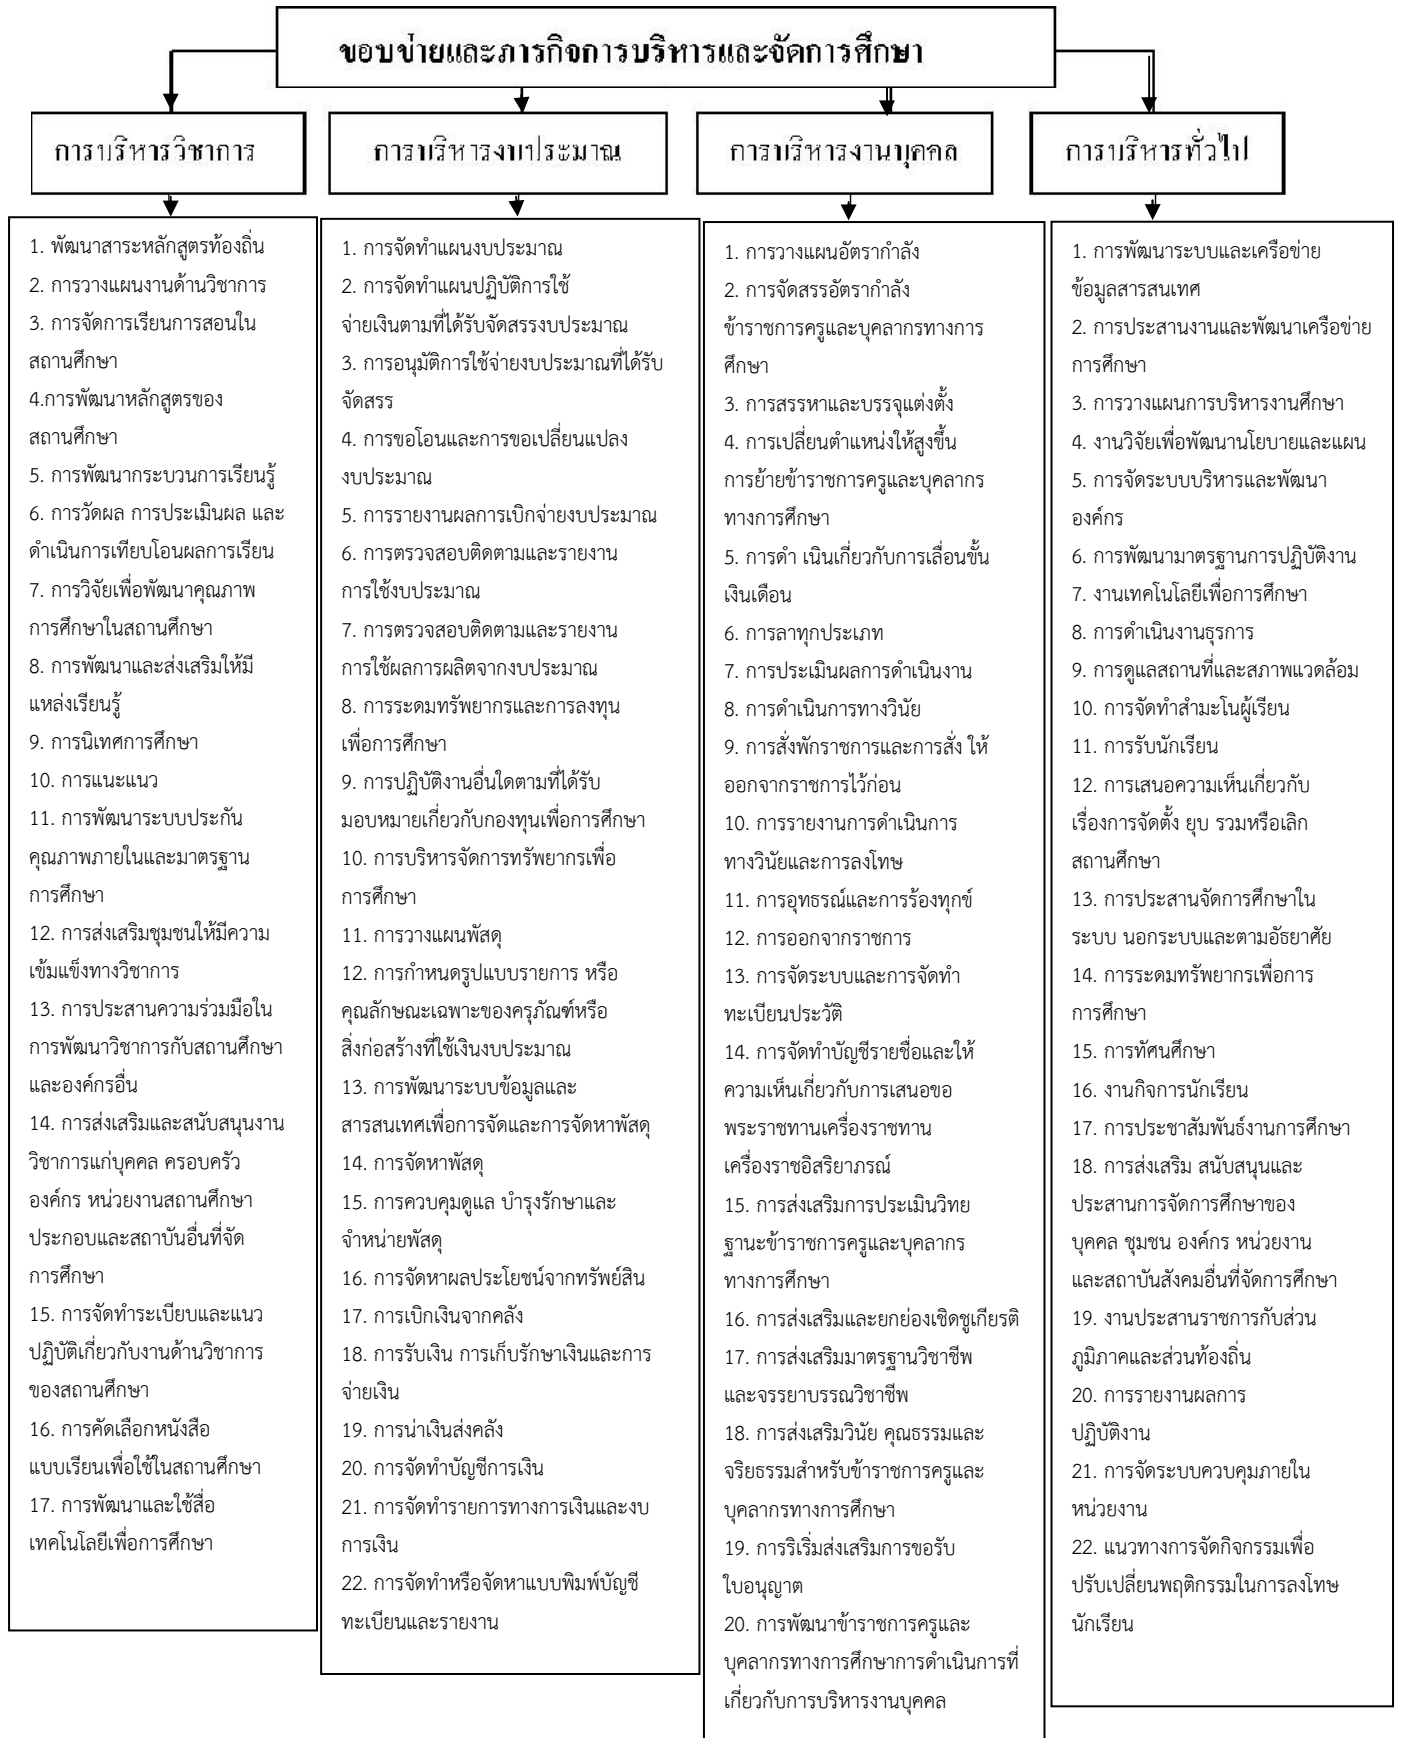 ขอบข่ายและภารกิจการบริหารและจัดการศึกษา
การบริหารวิชาการ
1. พัฒนาสาระหลักสูตรท้องถิ่น
2. การวางแผนงานด้านวิชาการ
3. การจัดการเรียนการสอนใน
สถานศึกษา
4.การพัฒนาหลักสูตรของ
สถานศึกษา
5. การพัฒนากระบวนการเรียนรู้
6. การวัดผล การประเมินผล และ
ดำเนินการเทียบโอนผลการเรียน
7. การวิจัยเพื่อพัฒนาคุณภาพ
การศึกษาในสถานศึกษา
8. การพัฒนาและส่งเสริมให้มี
แหล่งเรียนรู้
9. การนิเทศการศึกษา
10. การแนะแนว
11. การพัฒนาระบบประกัน
คุณภาพภายในและมาตรฐาน
การศึกษา
12. การส่งเสริมชุมชนให้มีความ
เข้มแข็งทางวิชาการ
13. การประสานความร่วมมือใน
การพัฒนาวิชาการกับสถานศึกษา
และองค์กรอื่น
14. การส่งเสริมและสนับสนุนงาน
วิชาการแก่บุคคล ครอบครัว
องค์กร หน่วยงานสถานศึกษา
ประกอบและสถาบันอื่นที่จัด
การศึกษา
15. การจัดทำระเบียบและแนว
ปฏิบัติเกี่ยวกับงานด้านวิชาการ
ของสถานศึกษา
16. การคัดเลือกหนังสือ
แบบเรียนเพื่อใช้ในสถานศึกษา
17. การพัฒนาและใช้สื่อ
เทคโนโลยีเพื่อการศึกษา
การบริหารงบประมาณ
1. การจัดทำแผนงบประมาณ
2. การจัดทำแผนปฏิบัติการใช้
จ่ายเงินตามที่ได้รับจัดสรรงบประมาณ
3. การอนุมัติการใช้จ่ายงบประมาณที่ได้รับ
จัดสรร
4. การขอโอนและการขอเปลี่ยนแปลง
งบประมาณ
5. การรายงานผลการเบิกจ่ายงบประมาณ
6. การตรวจสอบติดตามและรายงาน
การใช้งบประมาณ
7. การตรวจสอบติดตามและรายงาน
การใช้ผลการผลิตจากงบประมาณ
8. การระดมทรัพยากรและการลงทุน
เพื่อการศึกษา
9. การปฏิบัติงานอื่นใดตามที่ได้รับ
มอบหมายเกี่ยวกับกองทุนเพื่อการศึกษา
10. การบริหารจัดการทรัพยากรเพื่อ
การศึกษา
11. การวางแผนพัสดุ
12. การกำหนดรูปแบบรายการ หรือ
คุณลักษณะเฉพาะของครุภัณฑ์หรือ
สิ่งก่อสร้างที่ใช้เงินงบประมาณ
13. การพัฒนาระบบข้อมูลและ
สารสนเทศเพื่อการจัดและการจัดหาพัสดุ
14. การจัดหาพัสดุ
15. การควบคุมดูแล บำรุงรักษาและ
จำหน่ายพัสดุ
16. การจัดหาผลประโยชน์จากทรัพย์สิน
17. การเบิกเงินจากคลัง
18. การรับเงิน การเก็บรักษาเงินและการ
จ่ายเงิน
19. การน่าเงินส่งคลัง
20. การจัดทำบัญชีการเงิน
21. การจัดทำรายการทางการเงินและงบ
การเงิน
22. การจัดทำหรือจัดหาแบบพิมพ์บัญชี
ทะเบียนและรายงาน
การบริหารงานบุคคล
1. การวางแผนอัตรากำลัง
2. การจัดสรรอัตรากำลัง
ข้าราชการครูและบุคลากรทางการ
ศึกษา
3. การสรรหาและบรรจุแต่งตั้ง
4. การเปลี่ยนตำแหน่งให้สูงขึ้น
การย้ายข้าราชการครูและบุคลากร
ทางการศึกษา
5. การดำ เนินเกี่ยวกับการเลื่อนขั้น
เงินเดือน
6. การลาทุกประเภท
7. การประเมินผลการดำเนินงาน
8. การดำเนินการทางวินัย
9. การสั่งพักราชการและการสั่ง ให้
ออกจากราชการไว้ก่อน
10. การรายงานการดำเนินการ
ทางวินัยและการลงโทษ
11. การอุทธรณ์และการร้องทุกข์
12. การออกจากราชการ
13. การจัดระบบและการจัดทำ
ทะเบียนประวัติ
14. การจัดทำบัญชีรายชื่อและให้
ความเห็นเกี่ยวกับการเสนอขอ
พระราชทานเครื่องราชทาน
เครื่องราชอิสริยาภรณ์
15. การส่งเสริมการประเมินวิทย
ฐานะข้าราชการครูและบุคลากร
ทางการศึกษา
16. การส่งเสริมและยกย่องเชิดชูเกียรติ
17. การส่งเสริมมาตรฐานวิชาชีพ
และจรรยาบรรณวิชาชีพ
18. การส่งเสริมวินัย คุณธรรมและ
จริยธรรมสำหรับข้าราชการครูและ
บุคลากรทางการศึกษา
19. การริเริ่มส่งเสริมการขอรับ
ใบอนุญาต
20. การพัฒนาข้าราชการครูและ
บุคลากรทางการศึกษาการดำเนินการที่
เกี่ยวกับการบริหารงานบุคคล
การบริหารทั่วไป
1. การพัฒนาระบบและเครือข่าย
ข้อมูลสารสนเทศ
2. การประสานงานและพัฒนาเครือข่าย
การศึกษา
3. การวางแผนการบริหารงานศึกษา
4. งานวิจัยเพื่อพัฒนานโยบายและแผน
5. การจัดระบบบริหารและพัฒนา
องค์กร
6. การพัฒนามาตรฐานการปฏิบัติงาน
7. งานเทคโนโลยีเพื่อการศึกษา
8. การดำเนินงานธุรการ
9. การดูแลสถานที่และสภาพแวดล้อม
10. การจัดทำสำมะโนผู้เรียน
11. การรับนักเรียน
12. การเสนอความเห็นเกี่ยวกับ
เรื่องการจัดตั้ง ยุบ รวมหรือเลิก
สถานศึกษา
13. การประสานจัดการศึกษาใน
ระบบ นอกระบบและตามอัธยาศัย
14. การระดมทรัพยากรเพื่อการ
การศึกษา
15. การทัศนศึกษา
16. งานกิจการนักเรียน
17. การประชาสัมพันธ์งานการศึกษา
18. การส่งเสริม สนับสนุนและ
ประสานการจัดการศึกษาของ
บุคคล ชุมชน องค์กร หน่วยงาน
และสถาบันสังคมอื่นที่จัดการศึกษา
19. งานประสานราชการกับส่วน
ภูมิภาคและส่วนท้องถิ่น
20. การรายงานผลการ
ปฏิบัติงาน
21. การจัดระบบควบคุมภายใน
หน่วยงาน
22. แนวทางการจัดกิจกรรมเพื่อ
ปรับเปลี่ยนพฤติกรรมในการลงโทษ
นักเรียน